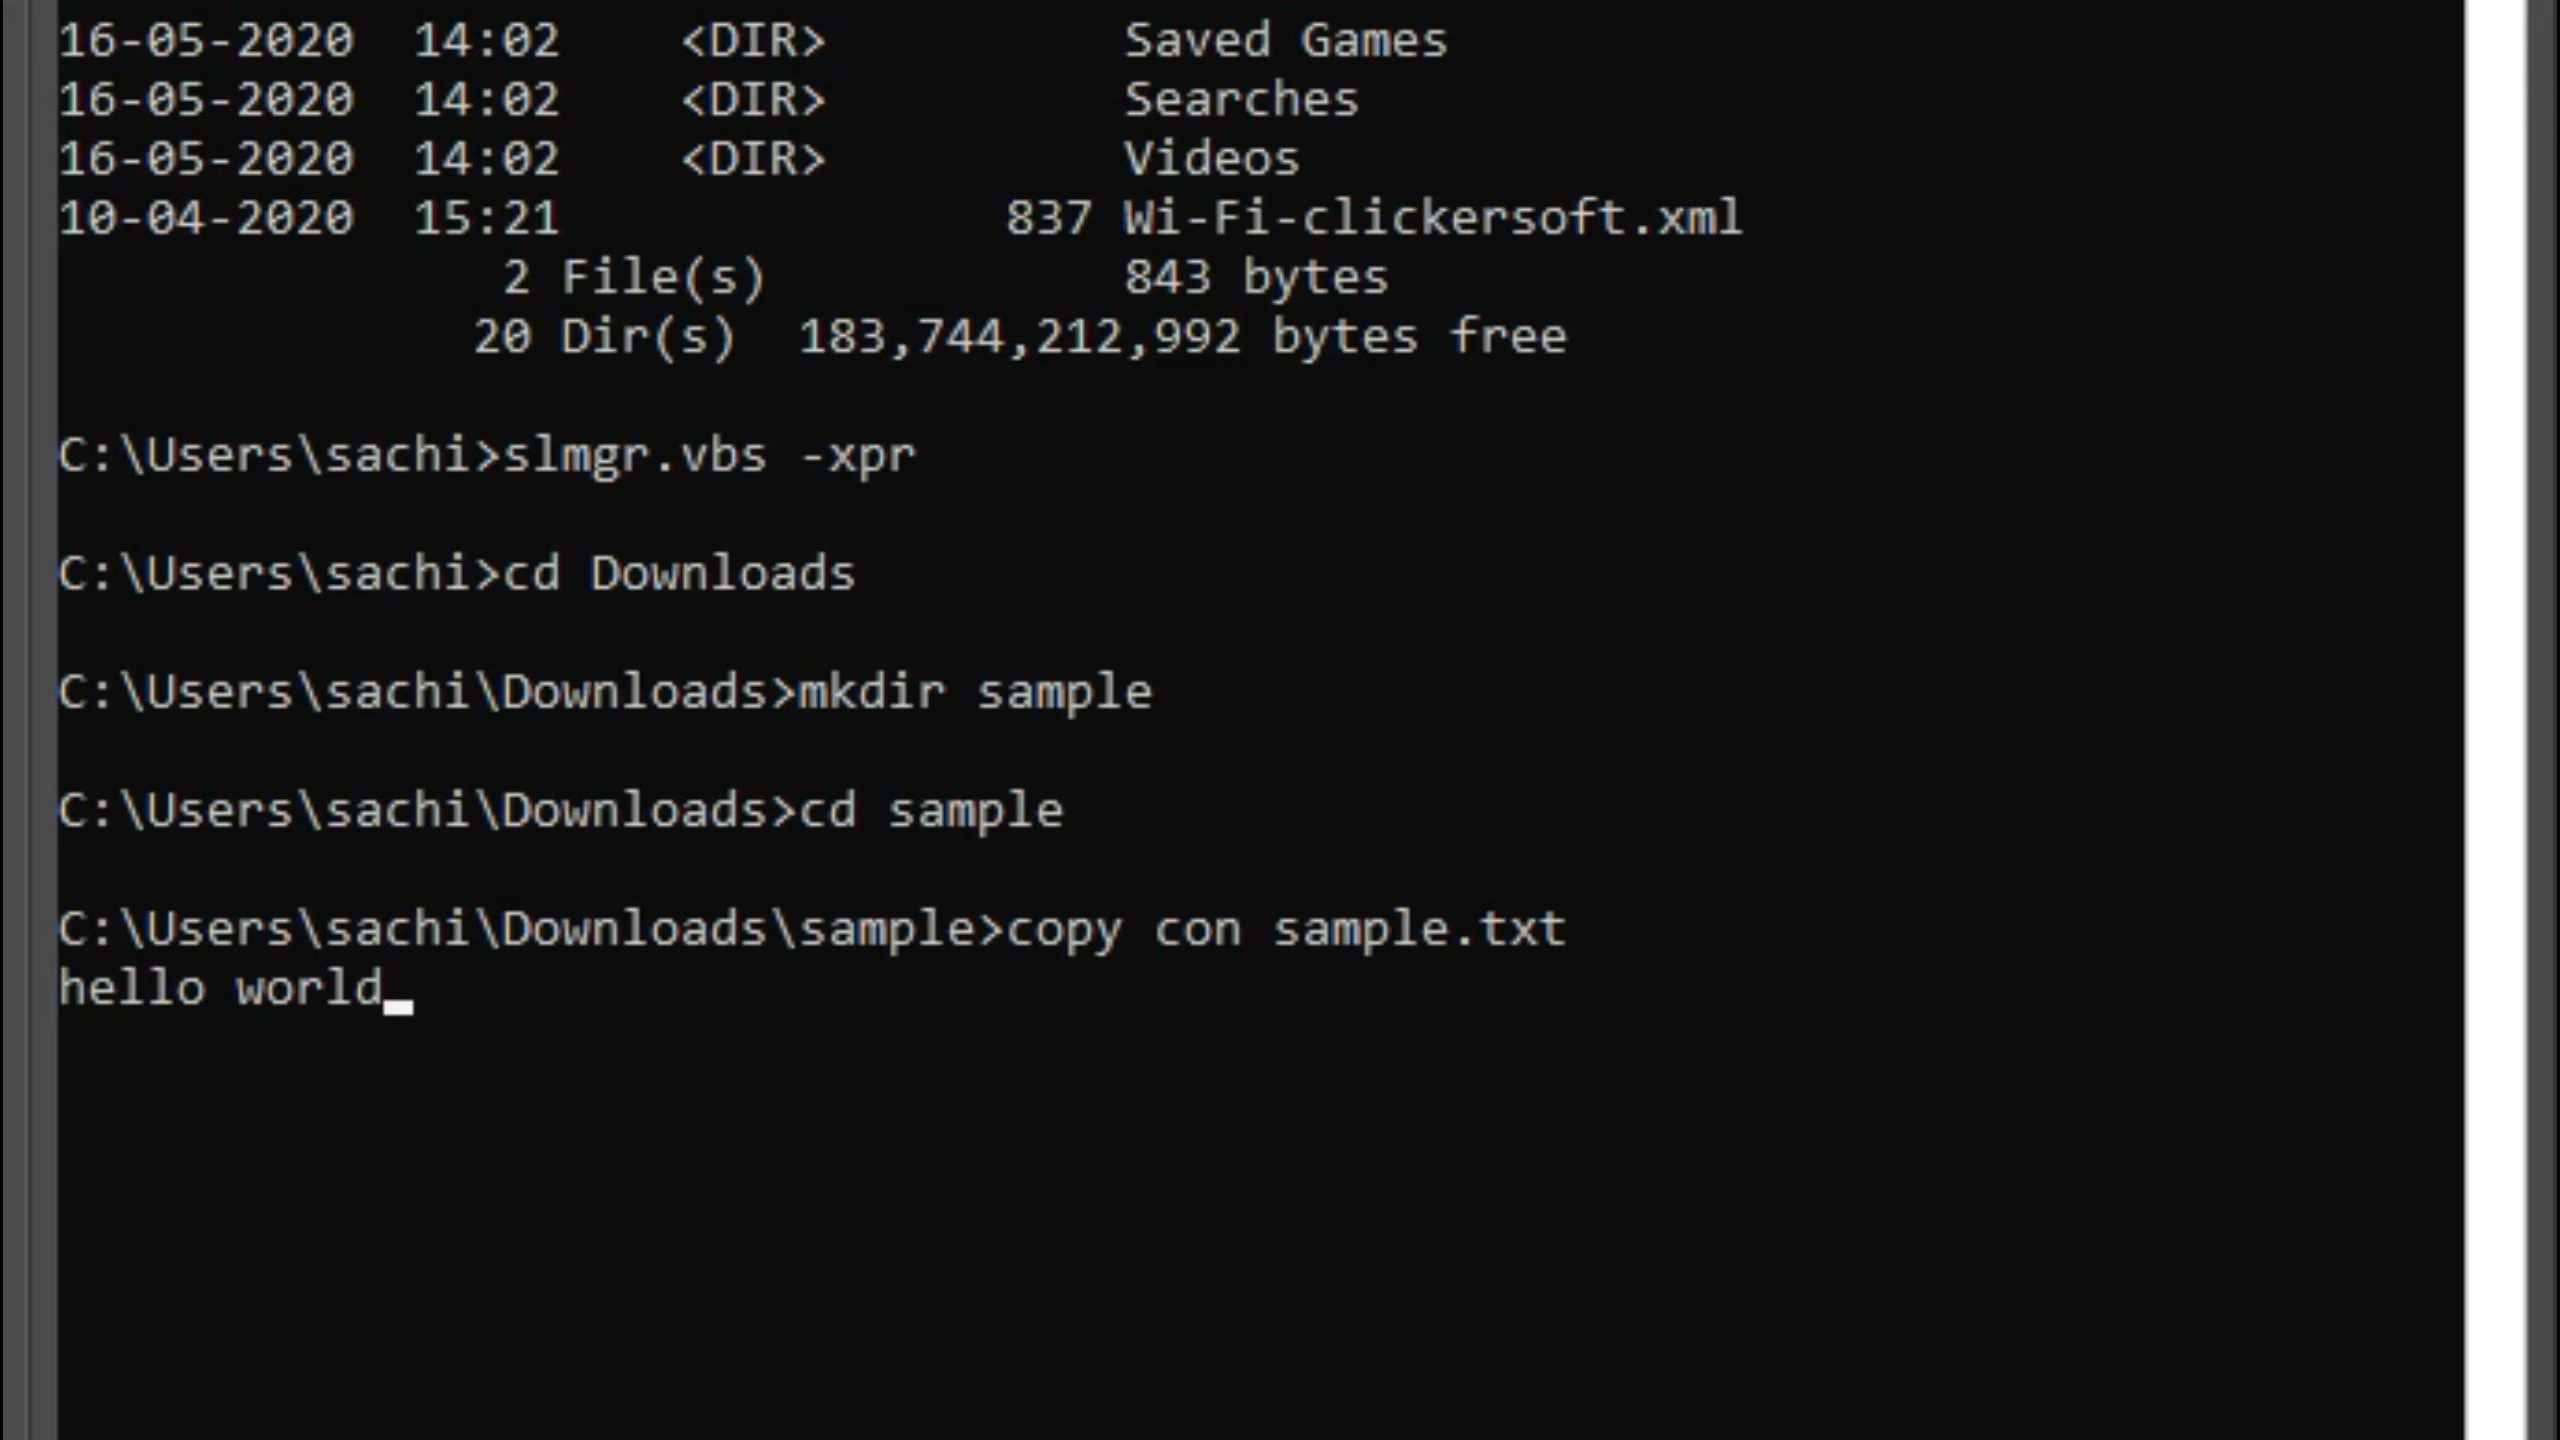 16-05-2020  14:02    <DIR>          Saved Games
16-05-2020  14:02    <DIR>          Searches
16-05-2020  14:02    <DIR>          Videos
10-04-2020  15:21               837 Wi-Fi-clickersoft.xml
2 File(s)            843 bytes
20 Dir(s)  183,744,212,992 bytes free
C:\Users\sachi>slmgr.vbs -xpr
C:\Users\sachi>cd Downloads
C:\Users\sachi\Downloads>mkdir sample
C:\Users\sachi\Downloads>cd sample
C:\Users\sachi\Downloads\sample>copy con sample.txt
hello world